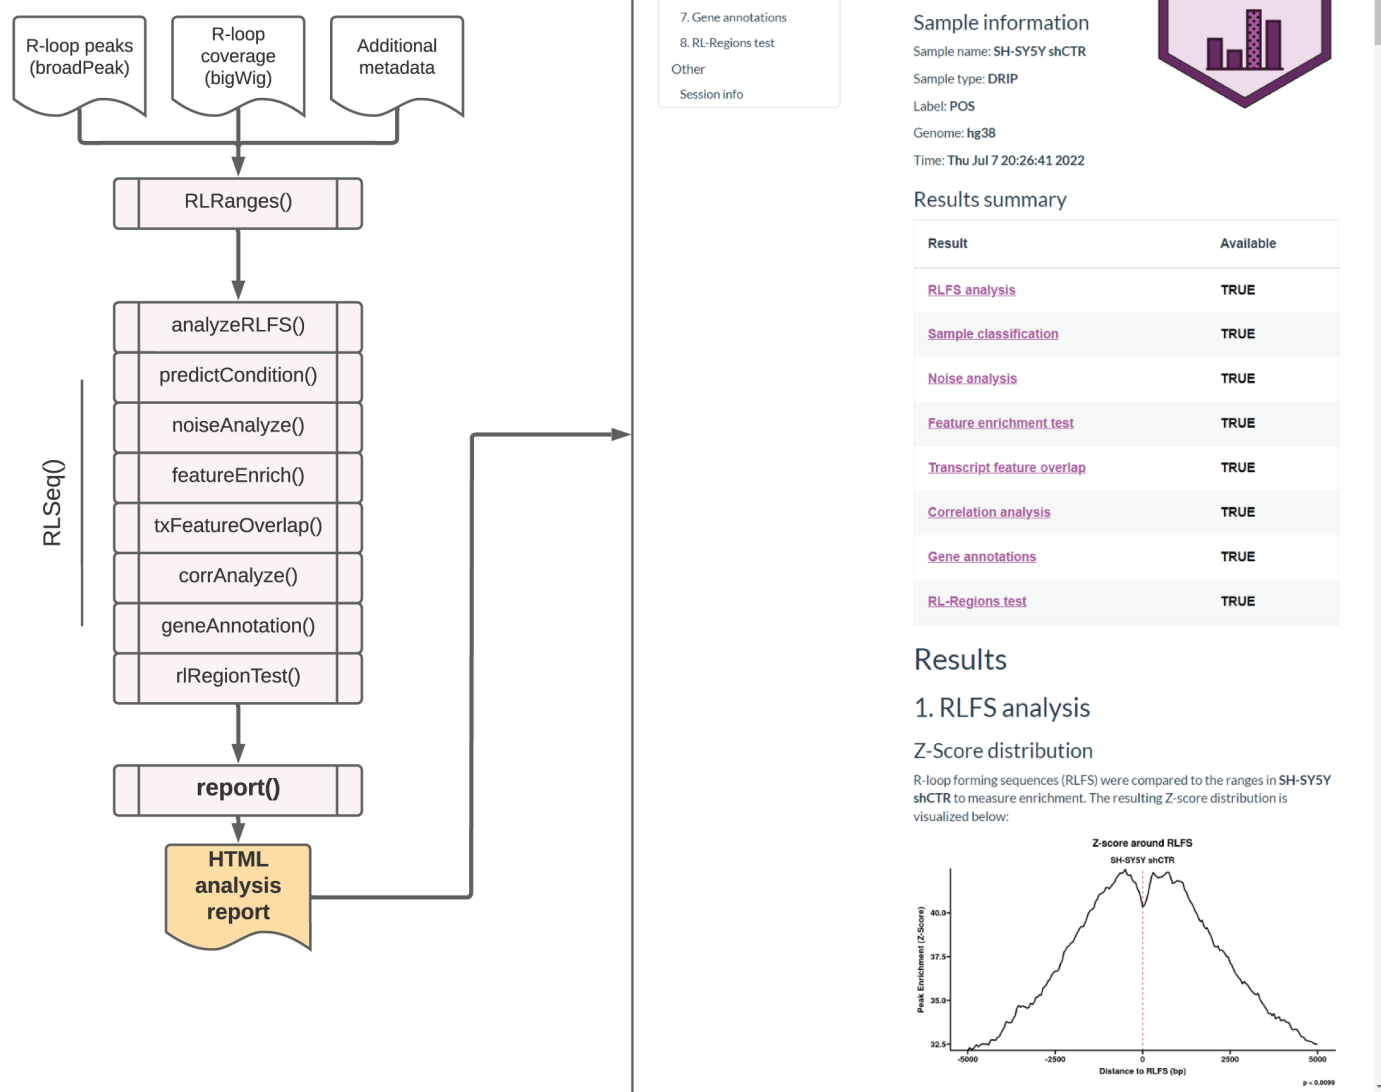 R-loop peaks
(broadPeak)
R-loop
coverage
(bigWig)
Additional
metadata
RLRanges()
RLSeq()
analyzeRLFS()
predictCondition()
noiseAnalyze()
featureEnrich()
txFeatureOverlap()
corrAnalyze()
geneAnnotation()
rlRegionTest()
report()
HTML
analysis
report
7. Gene annotations
8. RL-Regions test
Other
Session info
Sample information
Sample name: SH-SY5Y shCTR
Sample type: DRIP
Label: POS
Genome: hg38
Time: Thu Jul 7 20:26:41 2022
Results summary
Result Available
RLFS analysis TRUE
Sample classification TRUE
Noise analysis TRUE
Feature enrichment test TRUE
Transcript feature overlap TRUE
Correlation analysis TRUE
Gene annotations TRUE
RL-Regions test TRUE
Results
1. RLFS analysis
Z-Score distribution
R-loop forming sequences (RLFS) were compared to the ranges in SH-SY5Y
shCTR to measure enrichment. The resulting Z-score distribution is
visualized below:
Z-score around RLFS
SH-SY5Y shCTR
Peak Enrichment (Z-Score)
40.0
37.5
35.0
32.5
-5000 -2500 0 2500 5000
Distance to RLFS (bp)
p < 0.0099